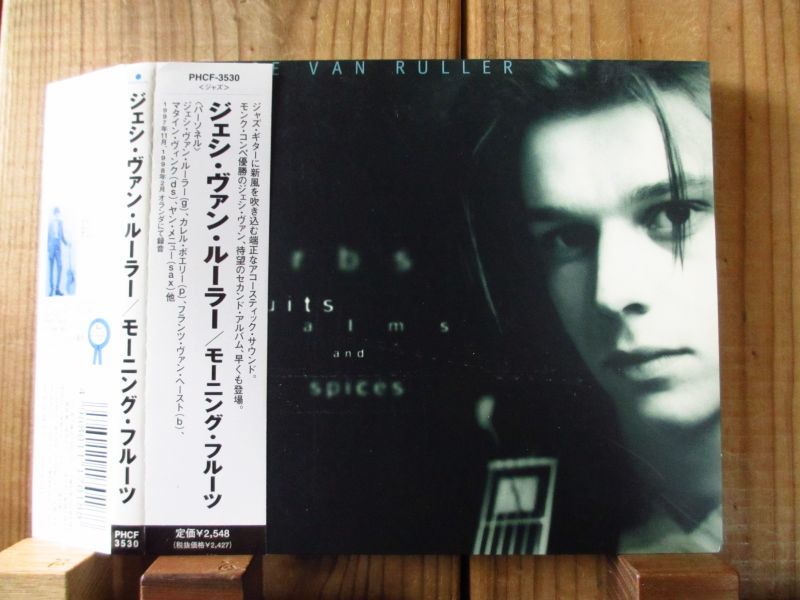 E VAN RULLER
rbs
uits
alms
and
spices
PHCF-3530
<ジャズ>
ジェシ・ヴァン・ルーラー／モーニング・フルーツ
ジャズ・ギターに新風を吹き込む端正なアコースティック・サウンド。
モンク・コンペ優勝のジェシ・ヴァン、待望のセカンド・アルバム、早くも登場。
〈パーソネル〉
ジェシ・ヴァン・ルーラー(g)、カレル・ボエリー(p)、フランツ・ヴァン・ヘースト(b)、
マタイン・ヴィンク(ds)、ヤン・メニュー(sax)他
1997年11月、1998年2月 オランダにて録音
定価¥2,548
(税抜価格¥2,427)
ジェシ・ヴァン・ルーラー／モーニング・フルーツ
PHCF
3530